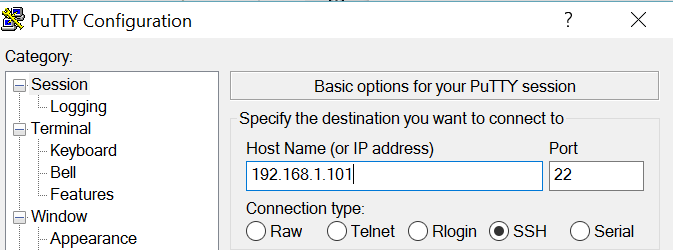 PuTTY Configuration ? ×
Category:
Session
Logging
Terminal
Keyboard
Bell
Features
Window
Appearance
Basic options for your PuTTY session
Specify the destination you want to connect to
Host Name (or IP address) Port
192.168.1.101 22
Connection type:
Raw Telnet Rlogin SSH Serial